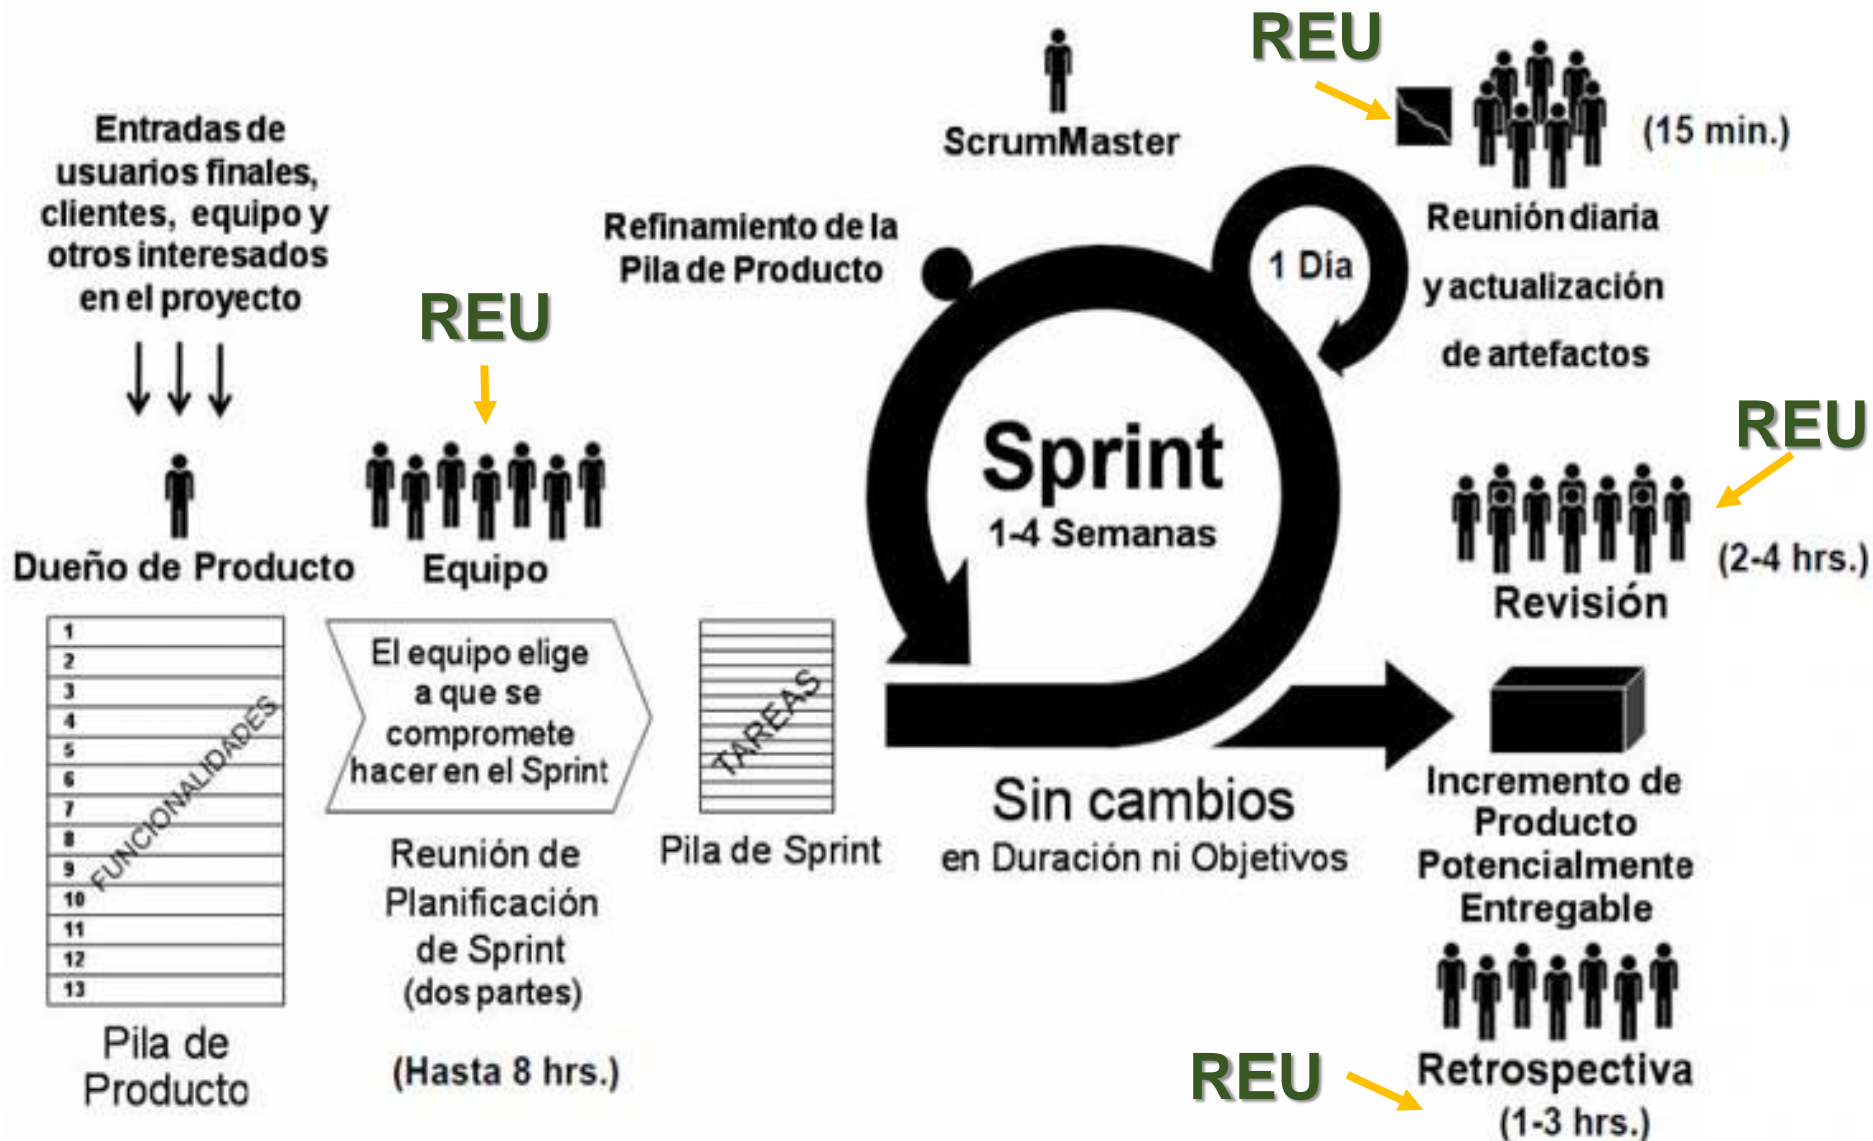 Entradas de
usuarios finales,
clientes, equipo y
otros interesados
en el proyecto
Dueño de Producto
1
2
3
4
5
6
7
8
9
10
11
12
13
FUNCIONALIDADES
Pila de
Producto
REU
Equipo
El equipo elige
a que se
compromete
hacer en el Sprint
Reunión de
Planificación
de Sprint
(dos partes)
(Hasta 8 hrs.)
TAREAS
Pila de Sprint
Refinamiento de la
Pila de Producto
ScrumMaster
Sprint
1-4 Semanas
1 Dia
Sin cambios
en Duración ni Objetivos
REU
(15 min.)
Reunión diaria
y actualización
de artefactos
REU
(2-4 hrs.)
Revisión
Incremento de
Producto
Potencialmente
Entregable
REU
Retrospectiva
(1-3 hrs.)